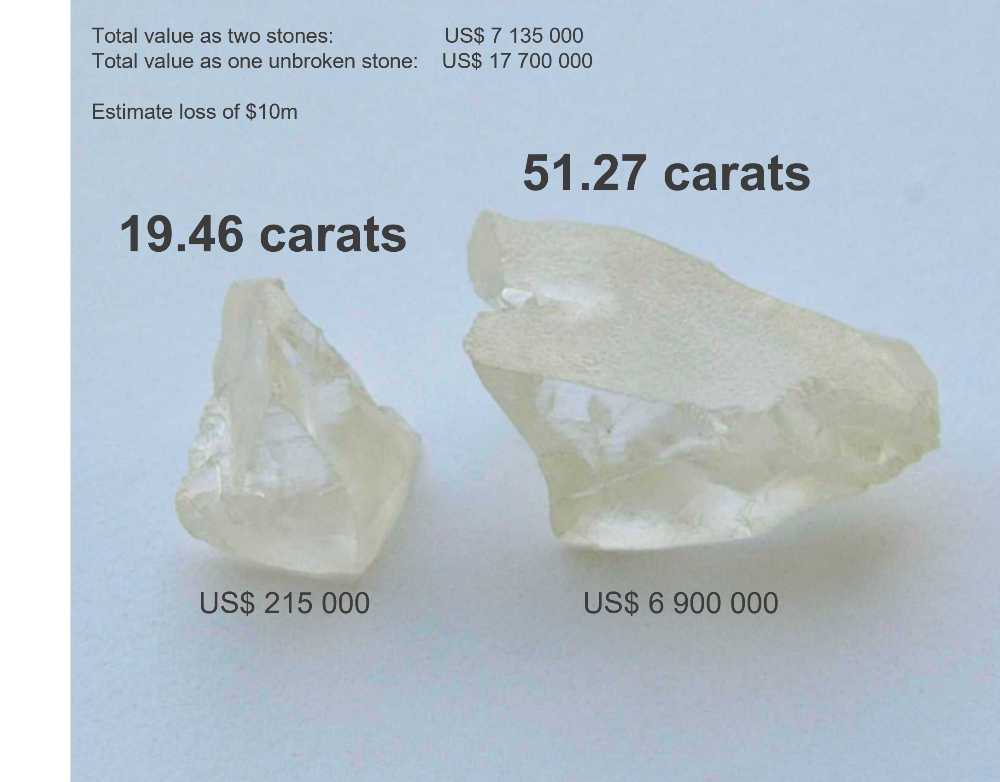 Total value as two stones: US$ 7 135 000
Total value as one unbroken stone: US$ 17 700 000
Estimate loss of $10m
51.27 carats
19.46 carats
US$ 215 000 US$ 6 900 000